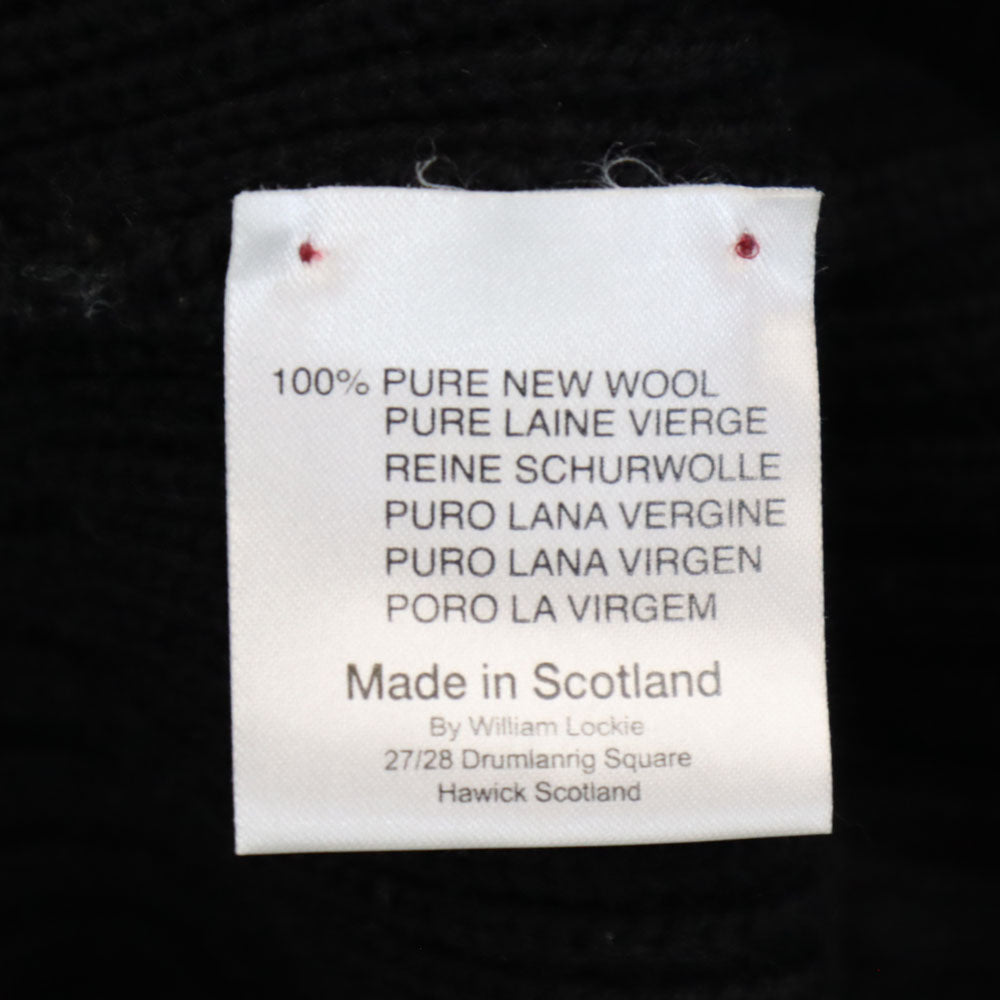 100% PURE NEW WOOL
PURE LAINE VIERGE
REINE SCHURWOLLE
PURO LANA VERGINE
PURO LANA VIRGEN
PORO LA VIRGEM
Made in Scotland
By William Lockie
27/28 Drumlanrig Square
Hawick Scotland